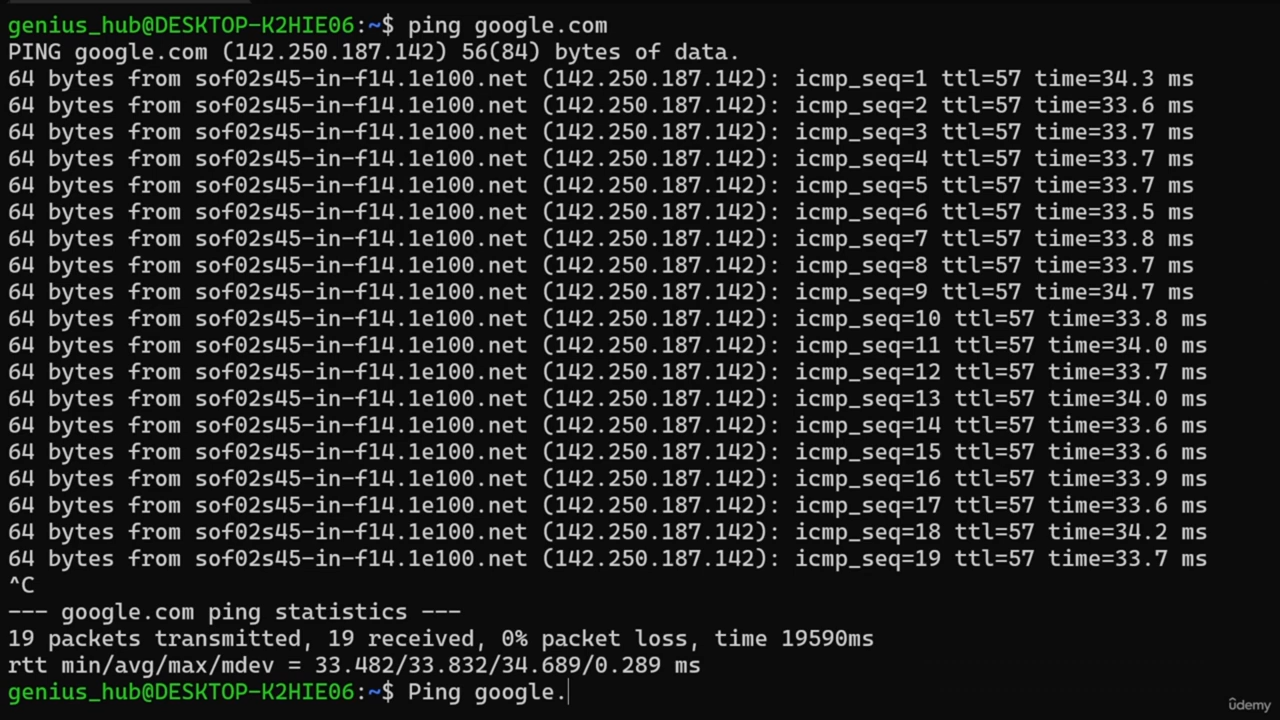 genius_hub@DESKTOP-K2HIE06:~$ ping google.com
PING google.com (142.250.187.142) 56(84) bytes of data.
64 bytes from sof02s45-in-f14.1e100.net (142.250.187.142): icmp_seq=1 ttl=57 time=34.3 ms
64 bytes from sof02s45-in-f14.1e100.net (142.250.187.142): icmp_seq=2 ttl=57 time=33.6 ms
64 bytes from sof02s45-in-f14.1e100.net (142.250.187.142): icmp_seq=3 ttl=57 time=33.7 ms
64 bytes from sof02s45-in-f14.1e100.net (142.250.187.142): icmp_seq=4 ttl=57 time=33.7 ms
64 bytes from sof02s45-in-f14.1e100.net (142.250.187.142): icmp_seq=5 ttl=57 time=33.7 ms
64 bytes from sof02s45-in-f14.1e100.net (142.250.187.142): icmp_seq=6 ttl=57 time=33.5 ms
64 bytes from sof02s45-in-f14.1e100.net (142.250.187.142): icmp_seq=7 ttl=57 time=33.8 ms
64 bytes from sof02s45-in-f14.1e100.net (142.250.187.142): icmp_seq=8 ttl=57 time=33.7 ms
64 bytes from sof02s45-in-f14.1e100.net (142.250.187.142): icmp_seq=9 ttl=57 time=34.7 ms
64 bytes from sof02s45-in-f14.1e100.net (142.250.187.142): icmp_seq=10 ttl=57 time=33.8 ms
64 bytes from sof02s45-in-f14.1e100.net (142.250.187.142): icmp_seq=11 ttl=57 time=34.0 ms
64 bytes from sof02s45-in-f14.1e100.net (142.250.187.142): icmp_seq=12 ttl=57 time=33.7 ms
64 bytes from sof02s45-in-f14.1e100.net (142.250.187.142): icmp_seq=13 ttl=57 time=34.0 ms
64 bytes from sof02s45-in-f14.1e100.net (142.250.187.142): icmp_seq=14 ttl=57 time=33.6 ms
64 bytes from sof02s45-in-f14.1e100.net (142.250.187.142): icmp_seq=15 ttl=57 time=33.6 ms
64 bytes from sof02s45-in-f14.1e100.net (142.250.187.142): icmp_seq=16 ttl=57 time=33.9 ms
64 bytes from sof02s45-in-f14.1e100.net (142.250.187.142): icmp_seq=17 ttl=57 time=33.6 ms
64 bytes from sof02s45-in-f14.1e100.net (142.250.187.142): icmp_seq=18 ttl=57 time=34.2 ms
64 bytes from sof02s45-in-f14.1e100.net (142.250.187.142): icmp_seq=19 ttl=57 time=33.7 ms
^C
--- google.com ping statistics ---
19 packets transmitted, 19 received, 0% packet loss, time 19590ms
rtt min/avg/max/mdev = 33.482/33.832/34.689/0.289 ms
genius_hub@DESKTOP-K2HIE06:~$ Ping google.
udemy